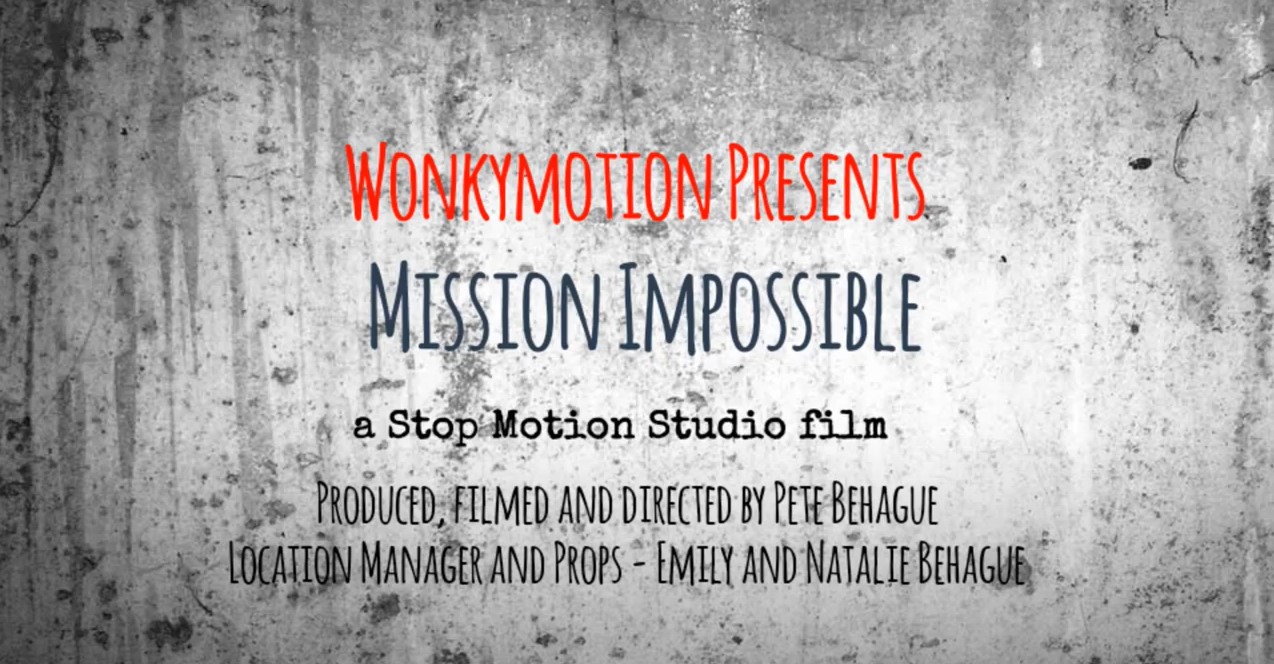 Wonkymotion Presents
Mission Impossible
a Stop Motion Studio film
Produced, filmed and directed by Pete Behague
Location Manager and Props - Emily and Natalie Behague